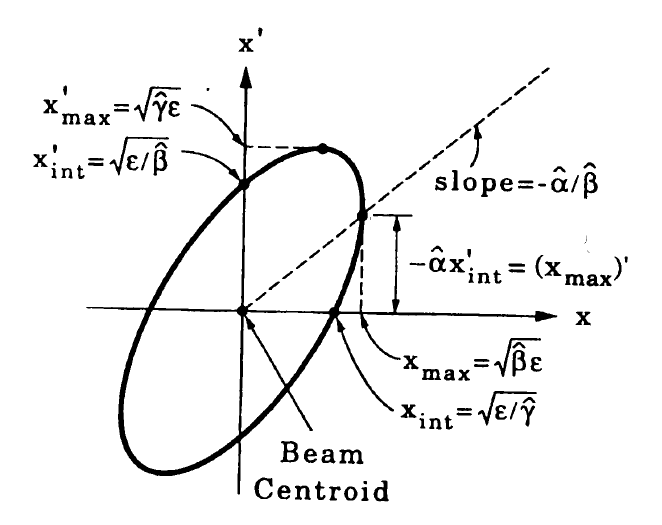 x'
x'max=√γ̂ε
x'int=√ε/β̂
slope=-α̂/β̂
-α̂x'int=(xmax)'
x
xmax=√β̂ε
xint=√ε/γ̂
Beam
Centroid